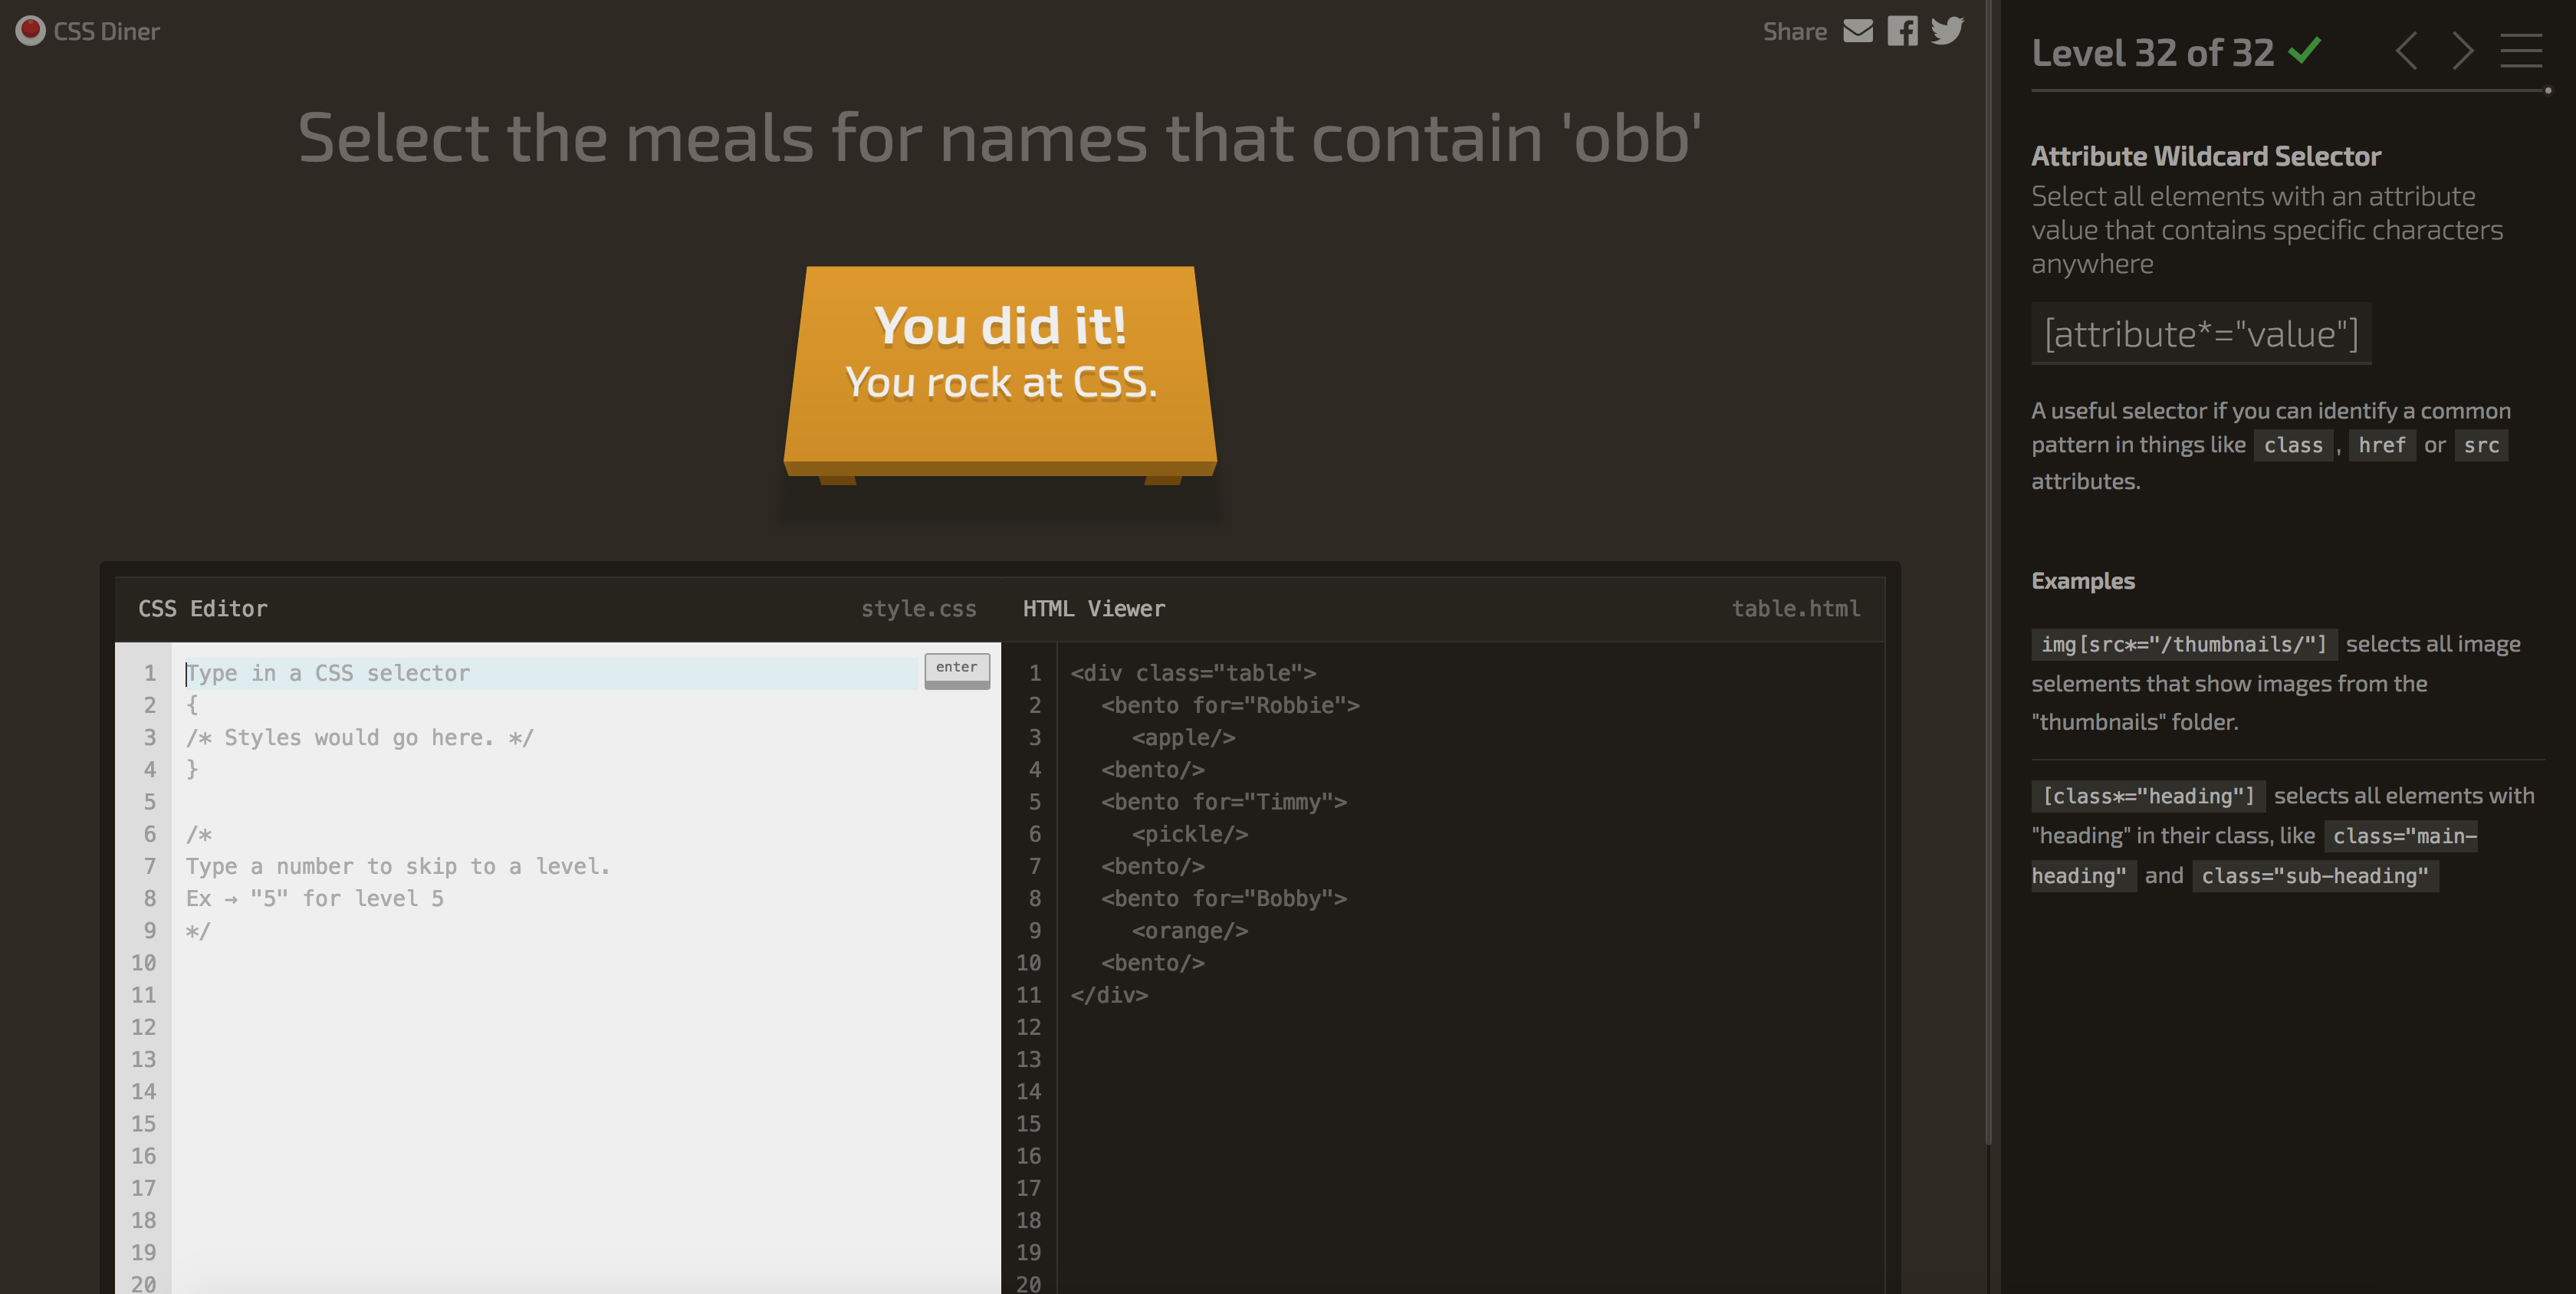 CSS Diner
Share
Select the meals for names that contain 'obb'
You did it!
You rock at CSS.
CSS Editor
style.css
1 Type in a CSS selector
enter
2 {
3 /* Styles would go here. */
4 }
5
6 /*
7 Type a number to skip to a level.
8 Ex → "5" for level 5
9 */
10
11
12
13
14
15
16
17
18
19
20
HTML Viewer
table.html
1 <div class="table">
2 <bento for="Robbie">
3 <apple/>
4 <bento/>
5 <bento for="Timmy">
6 <pickle/>
7 <bento/>
8 <bento for="Bobby">
9 <orange/>
10 <bento/>
11 </div>
12
13
14
15
16
17
18
19
20
Level 32 of 32
Attribute Wildcard Selector
Select all elements with an attribute
value that contains specific characters
anywhere
[attribute*="value"]
A useful selector if you can identify a common
pattern in things like class , href or src
attributes.
Examples
img[src*="/thumbnails/"] selects all image
selements that show images from the
"thumbnails" folder.
[class*="heading"] selects all elements with
"heading" in their class, like class="main-
heading" and class="sub-heading"